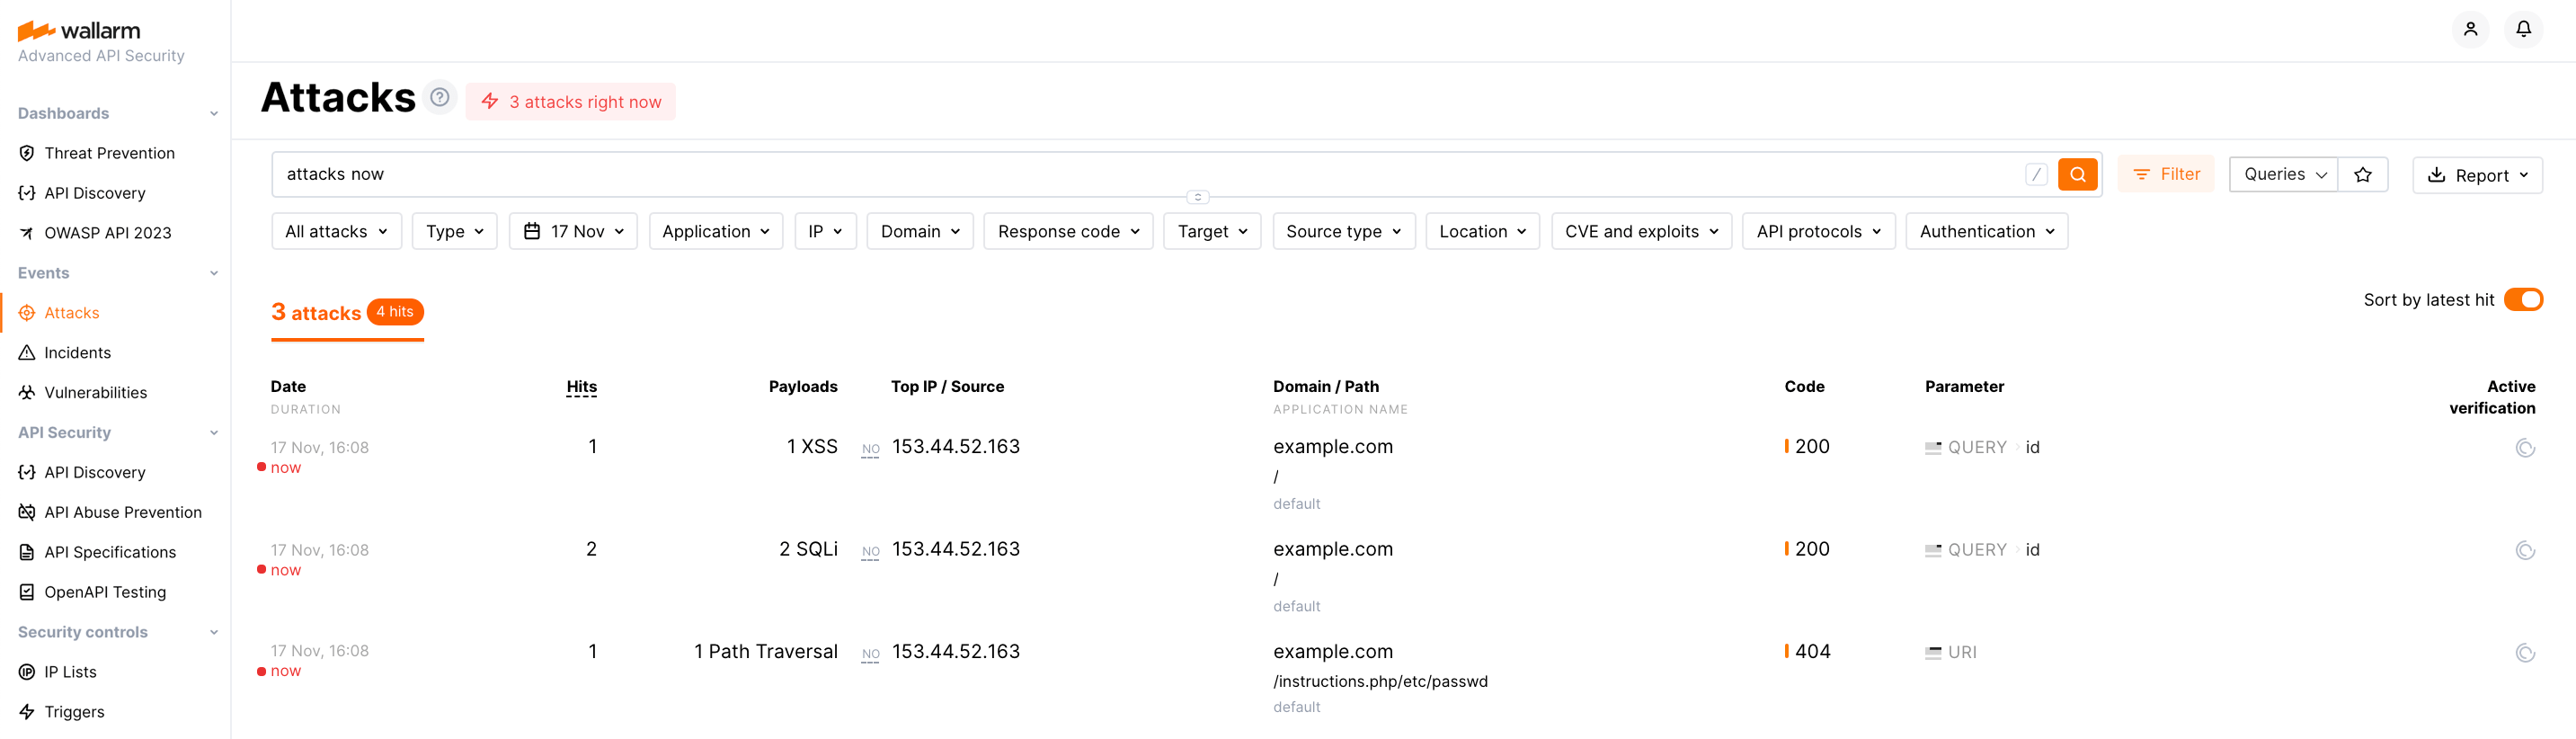 wallarm
Advanced API Security
Dashboards
Threat Prevention
API Discovery
OWASP API 2023
Events
Attacks
Incidents
Vulnerabilities
API Security
API Discovery
API Abuse Prevention
API Specifications
OpenAPI Testing
Security controls
IP Lists
Triggers
Attacks ? 3 attacks right now
attacks now / Filter Queries Report
All attacks Type 17 Nov Application IP Domain Response code Target Source type Location CVE and exploits API protocols Authentication
3 attacks 4 hits Sort by latest hit
Date Hits Payloads Top IP / Source Domain / Path Code Parameter Active
DURATION APPLICATION NAME verification
17 Nov, 16:08 1 1 XSS NO 153.44.52.163 example.com 200 QUERY id
now /
default
17 Nov, 16:08 2 2 SQLi NO 153.44.52.163 example.com 200 QUERY id
now /
default
17 Nov, 16:08 1 1 Path Traversal NO 153.44.52.163 example.com 404 URI
now /instructions.php/etc/passwd
default